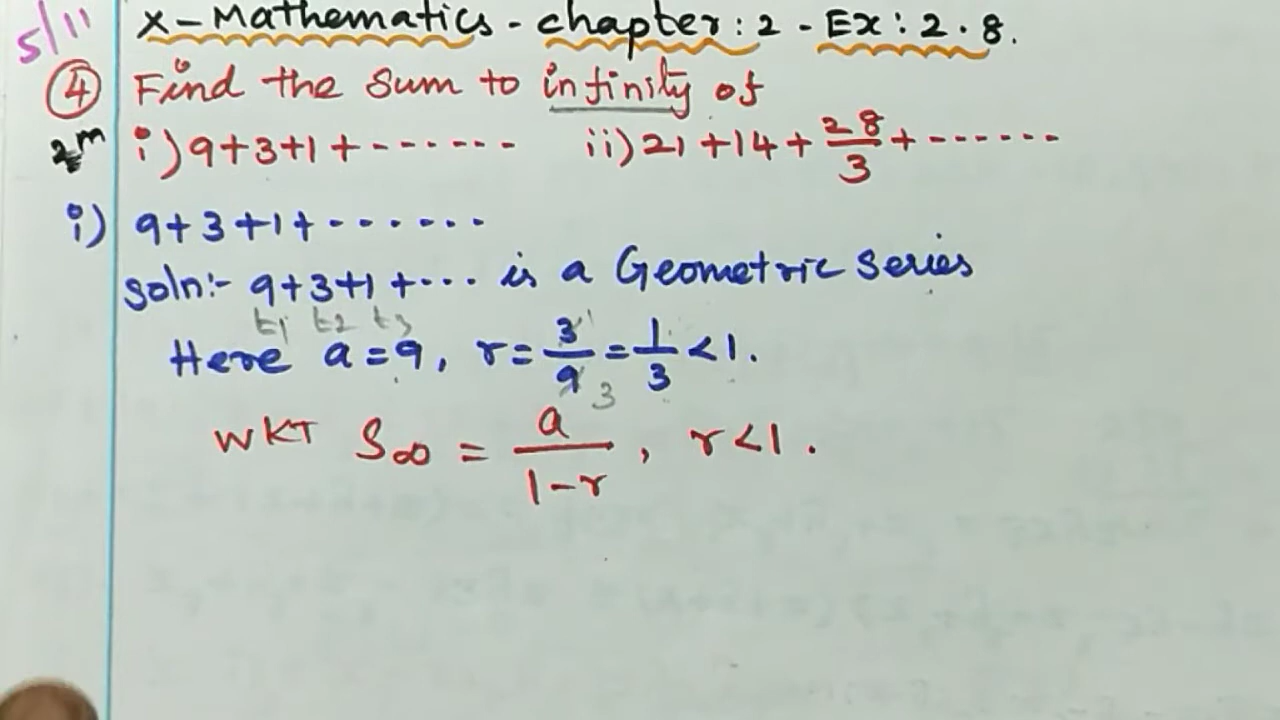 5/11
X - Mathematics - chapter : 2 - Ex : 2.8.
④ Find the Sum to infinity of
2m i) 9+3+1+ ------- ii) 21+14+28/3+ -------
i) 9+3+1+ -------
Soln:- 9+3+1+... is a Geometric Series
t1 t2 t3
Here a=9, r=3/9=1/3<1.
1
3
WKT S∞ = a/1-r, r<1.